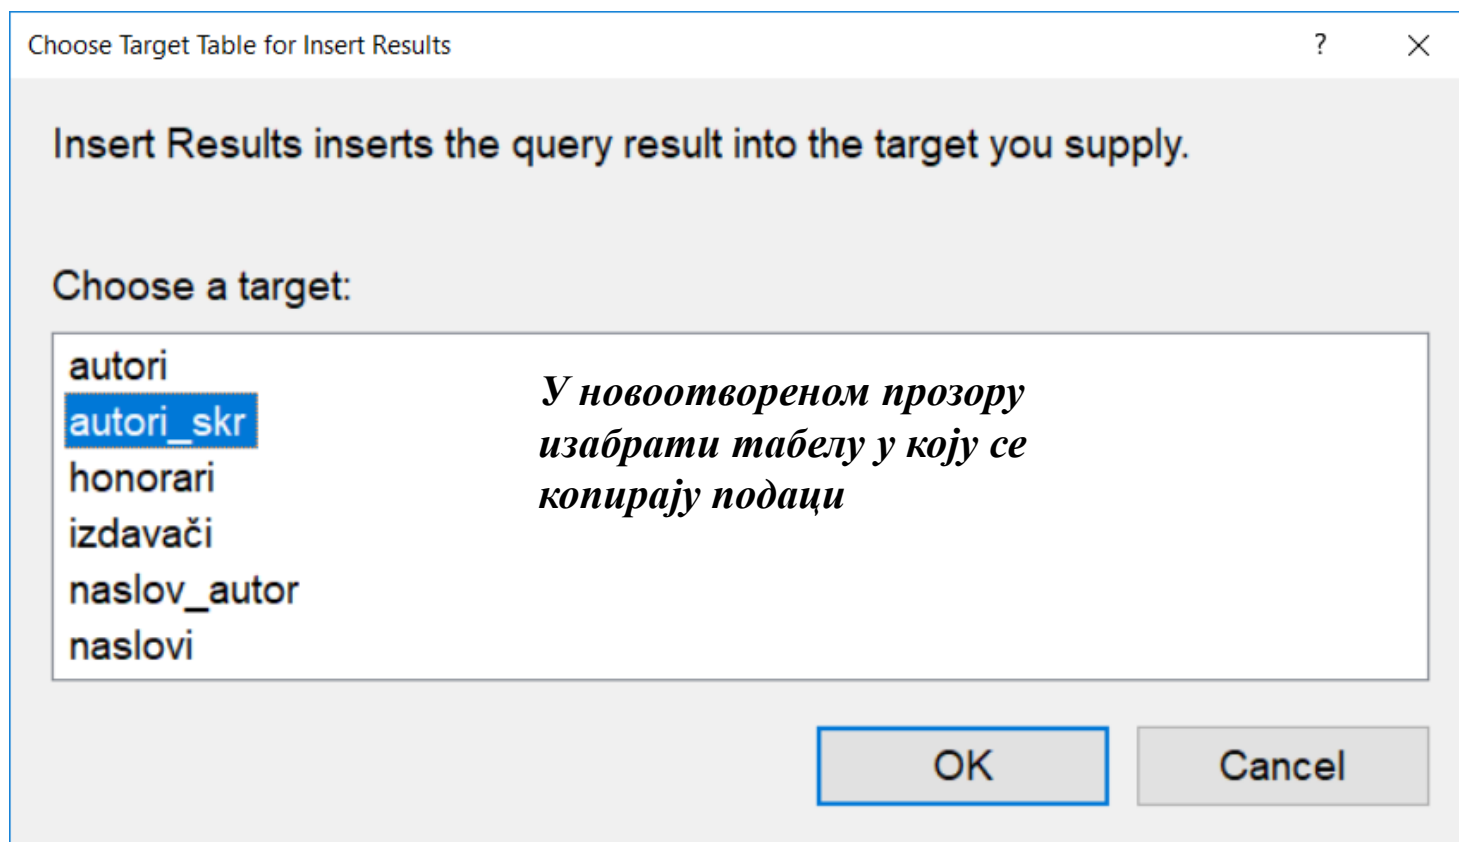 Choose Target Table for Insert Results
?
Insert Results inserts the query result into the target you supply.
Choose a target:
autori
autori_skr
honorari
izdavači
naslov_autor
naslovi
У новоотвореном прозору
изабрати табелу у коју се
копирају подаци
OK
Cancel